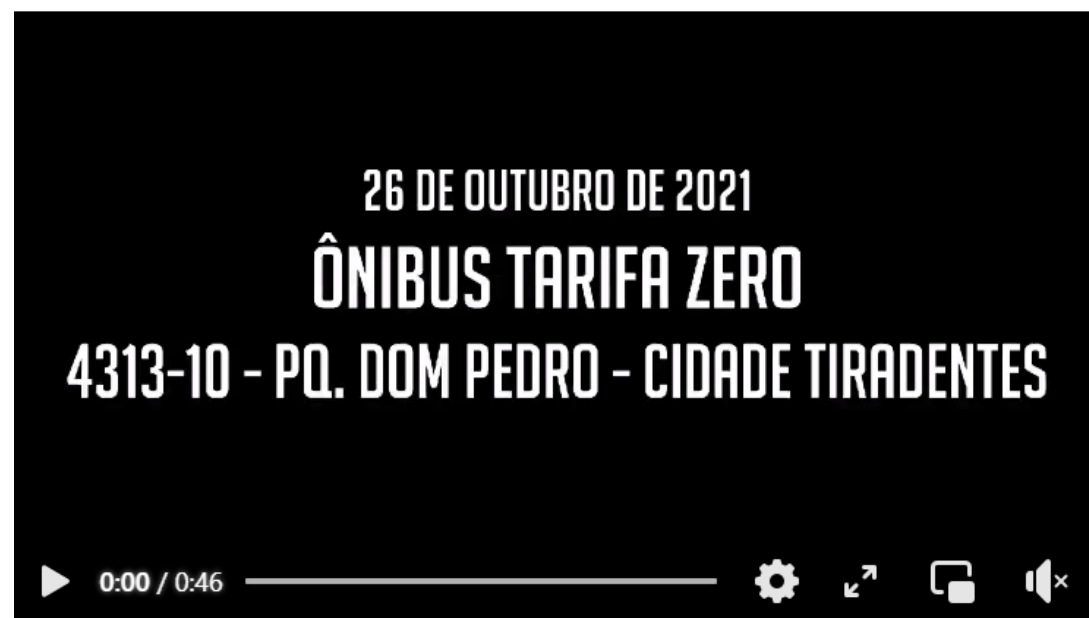 26 DE OUTUBRO DE 2021
ÔNIBUS TARIFA ZERO
4313-10 - PQ. DOM PEDRO - CIDADE TIRADENTES
0:00 / 0:46